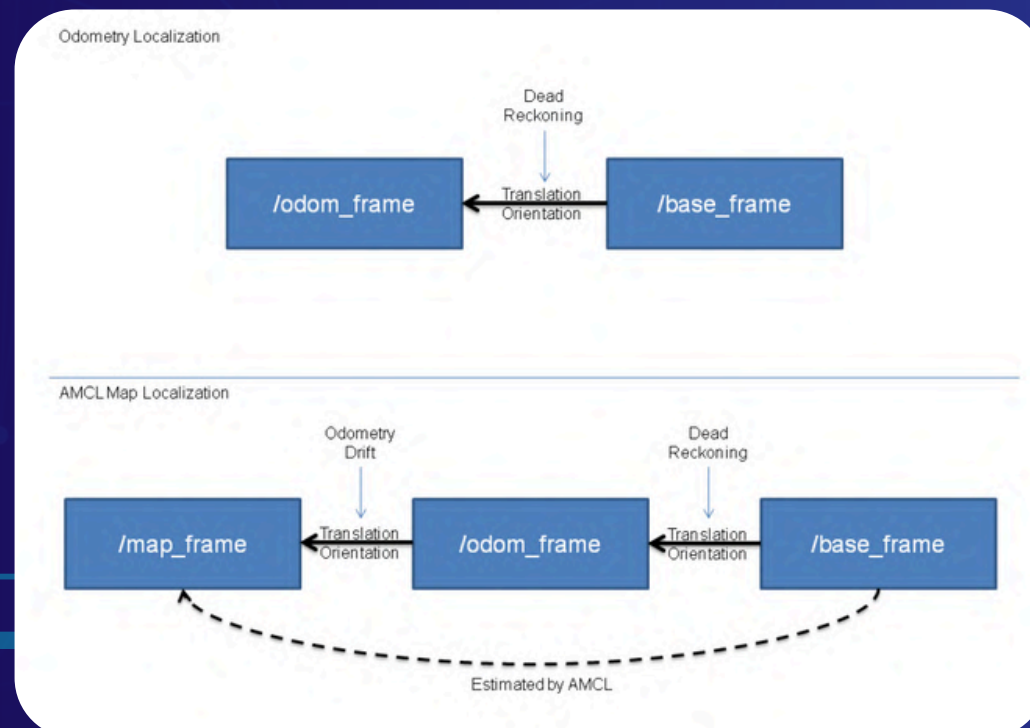 Odometry Localization
Dead
Reckoning
/odom_frame
Translation
Orientation
/base_frame
AMCL Map Localization
Odometry
Drift
Dead
Reckoning
/map_frame
Translation
Orientation
/odom_frame
Translation
Orientation
/base_frame
Estimated by AMCL